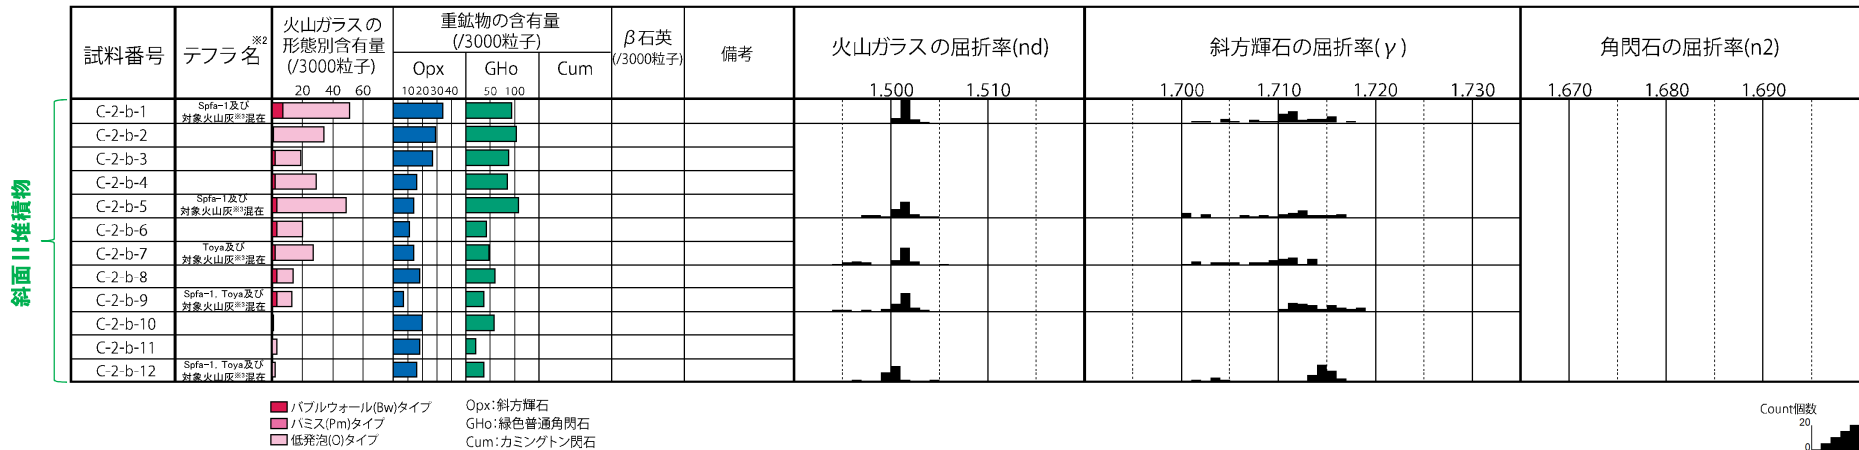 試料番号
テフラ名※2
火山ガラスの
形態別含有量
(/3000粒子)
20 40 60
重鉱物の含有量
(/3000粒子)
Opx GHo Cum
10 20 30 40
50 100
β石英
(/3000粒子)
備考
火山ガラスの屈折率(nd)
1.500 1.510
斜方輝石の屈折率(γ)
1.700 1.710 1.720 1.730
角閃石の屈折率(n2)
1.670 1.680 1.690
斜面II堆積物
C-2-b-1
Spfa-1及び
対象火山灰※3混在
C-2-b-2
C-2-b-3
C-2-b-4
C-2-b-5
Spfa-1及び
対象火山灰※3混在
C-2-b-6
C-2-b-7
Toya及び
対象火山灰※3混在
C-2-b-8
C-2-b-9
Spfa-1, Toya及び
対象火山灰※3混在
C-2-b-10
C-2-b-11
C-2-b-12
Spfa-1, Toya及び
対象火山灰※3混在
バブルウォール(Bw)タイプ
パミス(Pm)タイプ
低発泡(O)タイプ
Opx:斜方輝石
GHo:緑色普通角閃石
Cum:カミングトン閃石
Count個数
20
0